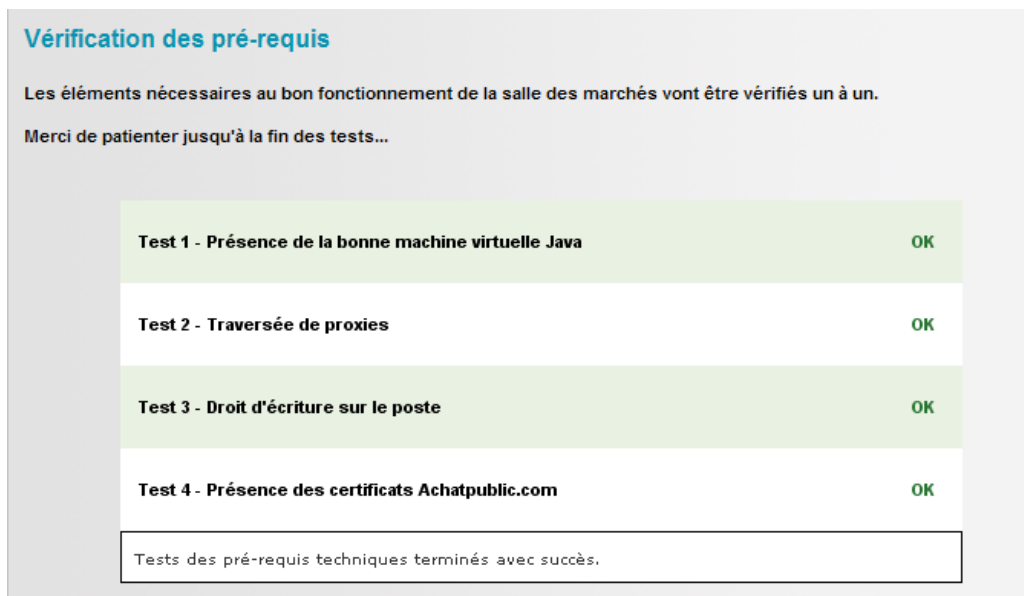 Vérification des pré-requis
Les éléments nécessaires au bon fonctionnement de la salle des marchés vont être vérifiés un à un.
Merci de patienter jusqu'à la fin des tests...
Test 1 - Présence de la bonne machine virtuelle Java OK
Test 2 - Traversée de proxies OK
Test 3 - Droit d'écriture sur le poste OK
Test 4 - Présence des certificats Achatpublic.com OK
Tests des pré-requis techniques terminés avec succès.